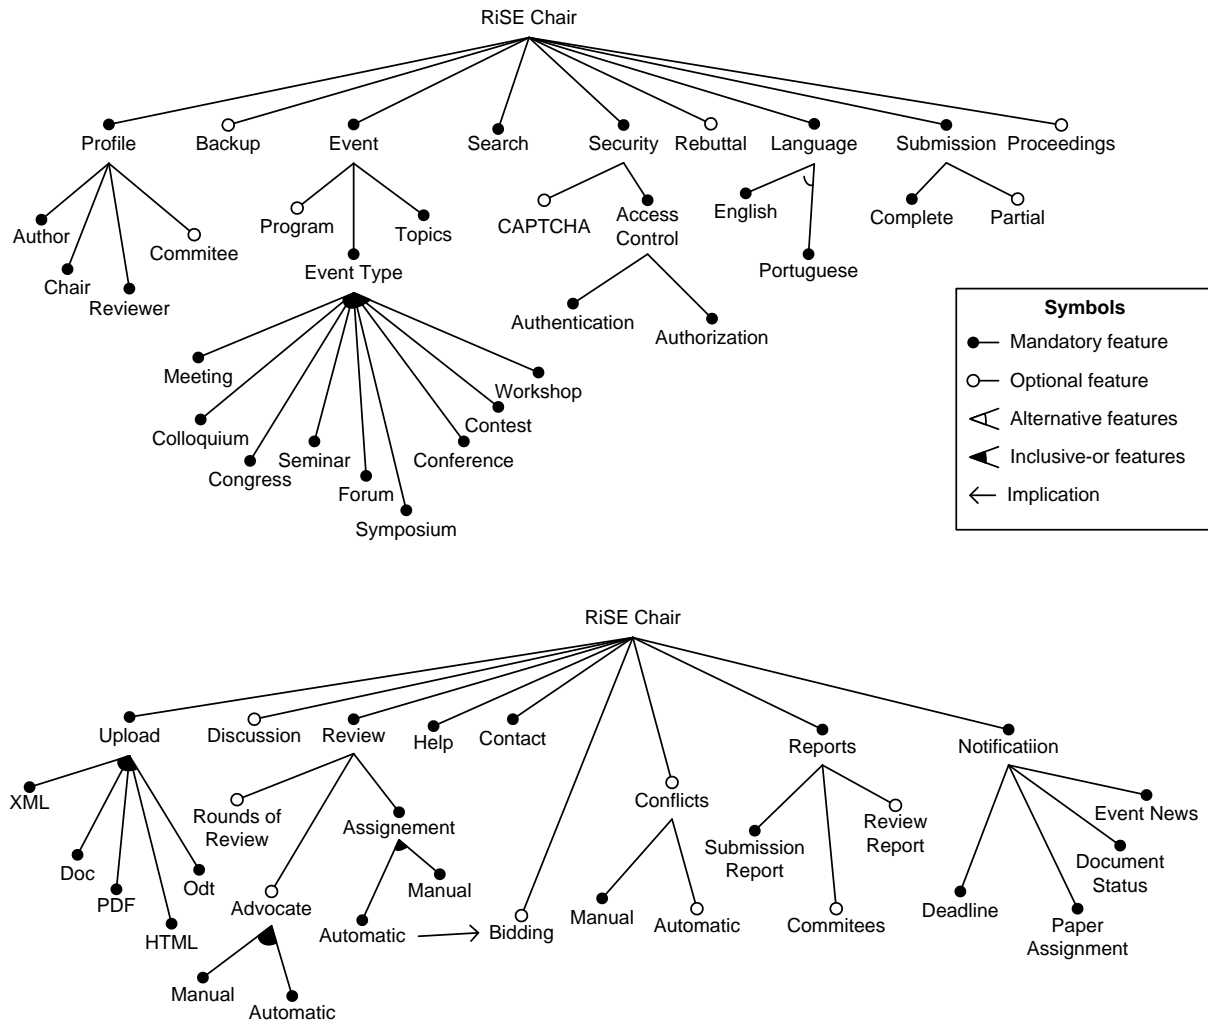 RiSE Chair
Profile
Backup
Event
Search
Security
Rebuttal
Language
Submission
Proceedings
Author
Chair
Reviewer
Commitee
Program
Event Type
Topics
CAPTCHA
Access
Control
English
Portuguese
Complete
Partial
Authentication
Authorization
Meeting
Colloquium
Congress
Seminar
Forum
Symposium
Conference
Contest
Workshop
Symbols
Mandatory feature
Optional feature
Alternative features
Inclusive-or features
Implication
RiSE Chair
Upload
Discussion
Review
Help
Contact
Conflicts
Reports
Notificatiion
XML
Doc
PDF
HTML
Odt
Rounds of
Review
Advocate
Assignement
Manual
Automatic
Automatic
Manual
Bidding
Manual
Automatic
Submission
Report
Commitees
Review
Report
Deadline
Paper
Assignment
Document
Status
Event News